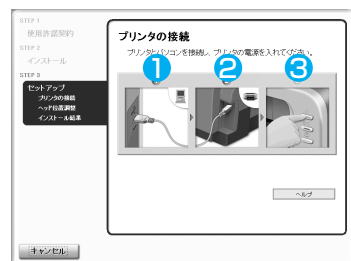 STEP 1
使用許諾契約
STEP 2
インストール
STEP 3
セットアップ
プリンタの接続
ヘッド位置調整
インストール結果
プリンタの接続
プリンタとパソコンを接続し、プリンタの電源を入れてください。
1 2 3
ヘルプ
キャンセル